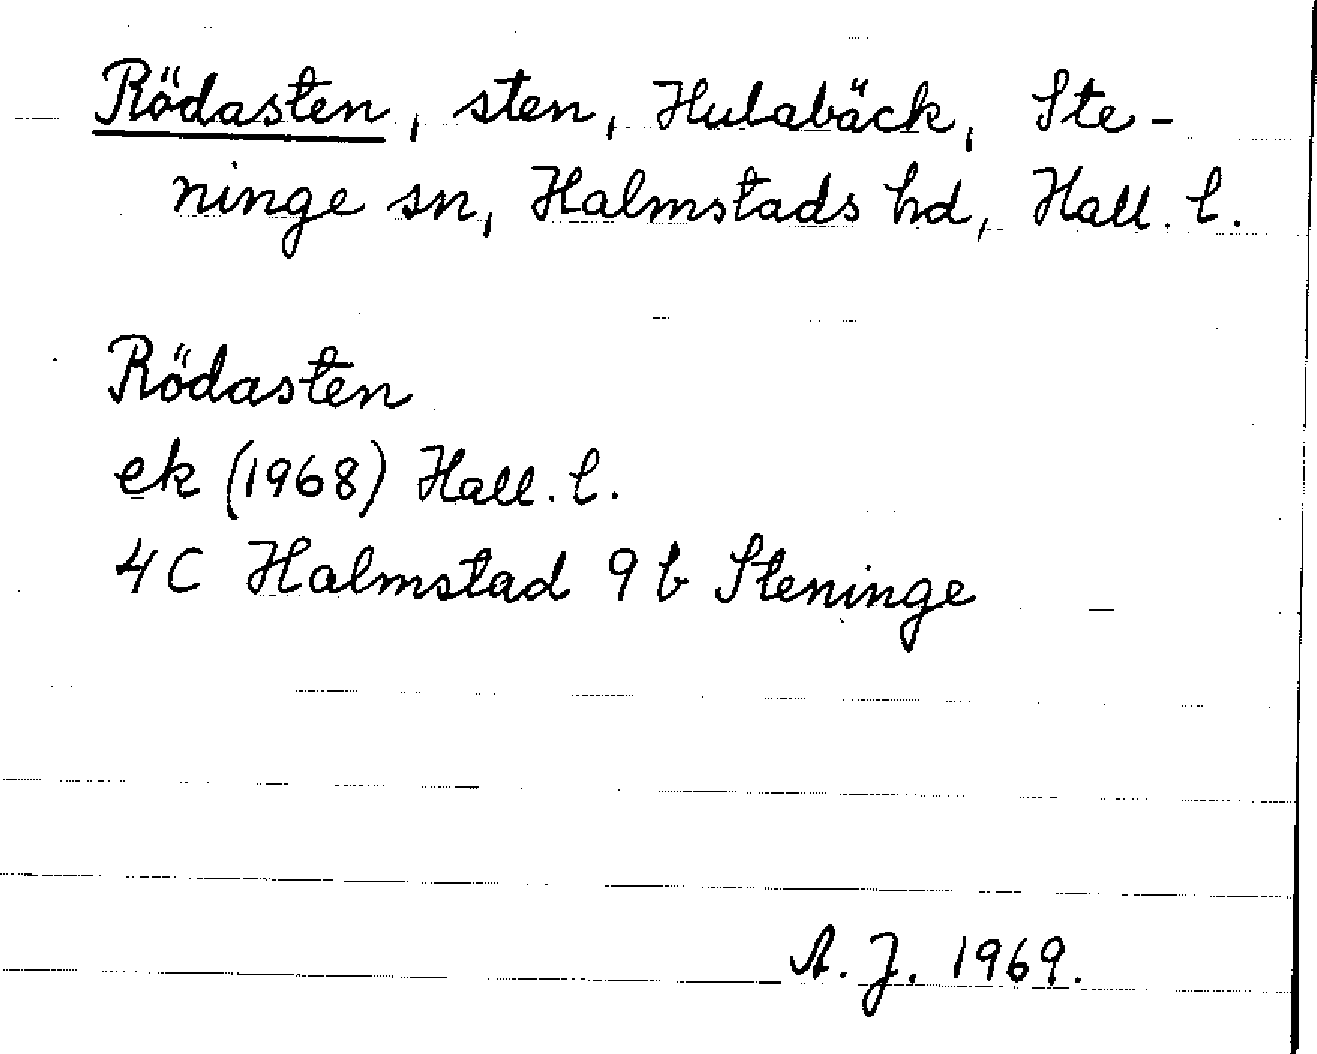 Rödasten, sten, Hulabäck, Ste-
ninge sn, Halmstads hd, Hall. l.
Rödasten
ek (1968) Hall. l.
4C Halmstad 9 b Steninge
A. J. 1969.